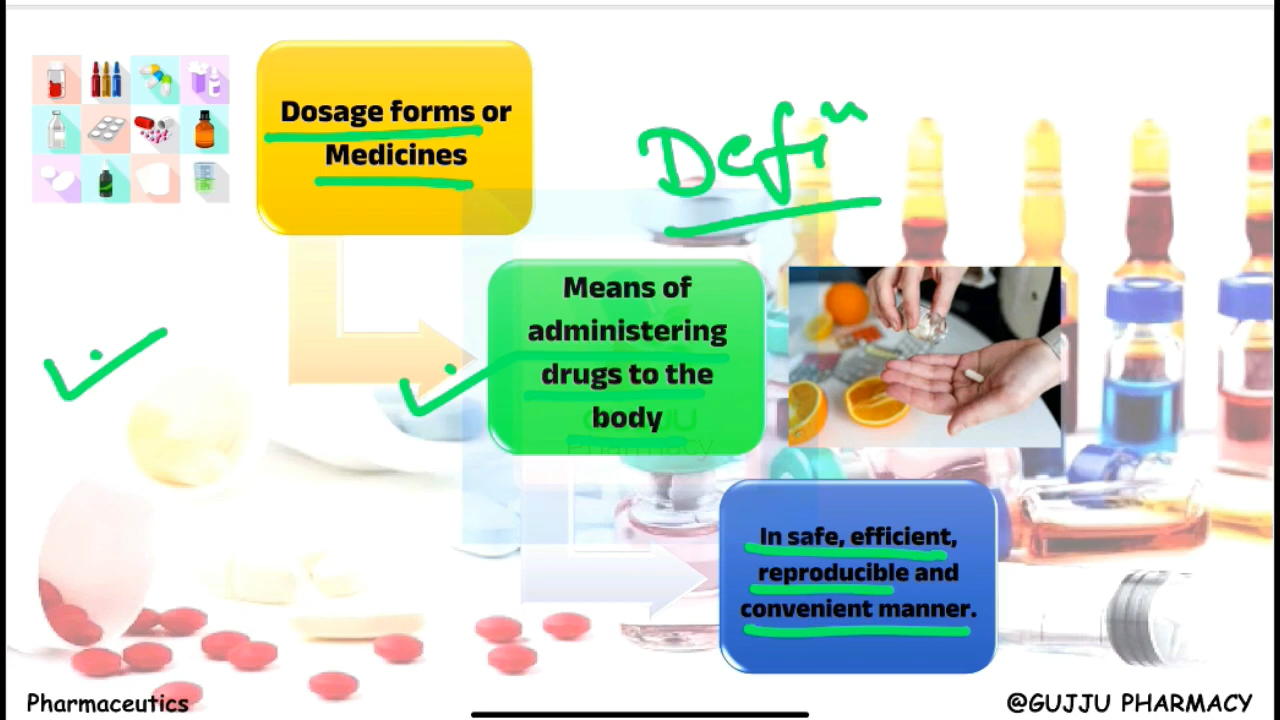 Dosage forms or
Medicines
Defiⁿ
Means of
administering
drugs to the
body
In safe, efficient,
reproducible and
convenient manner.
Pharmaceutics
@GUJJU PHARMACY